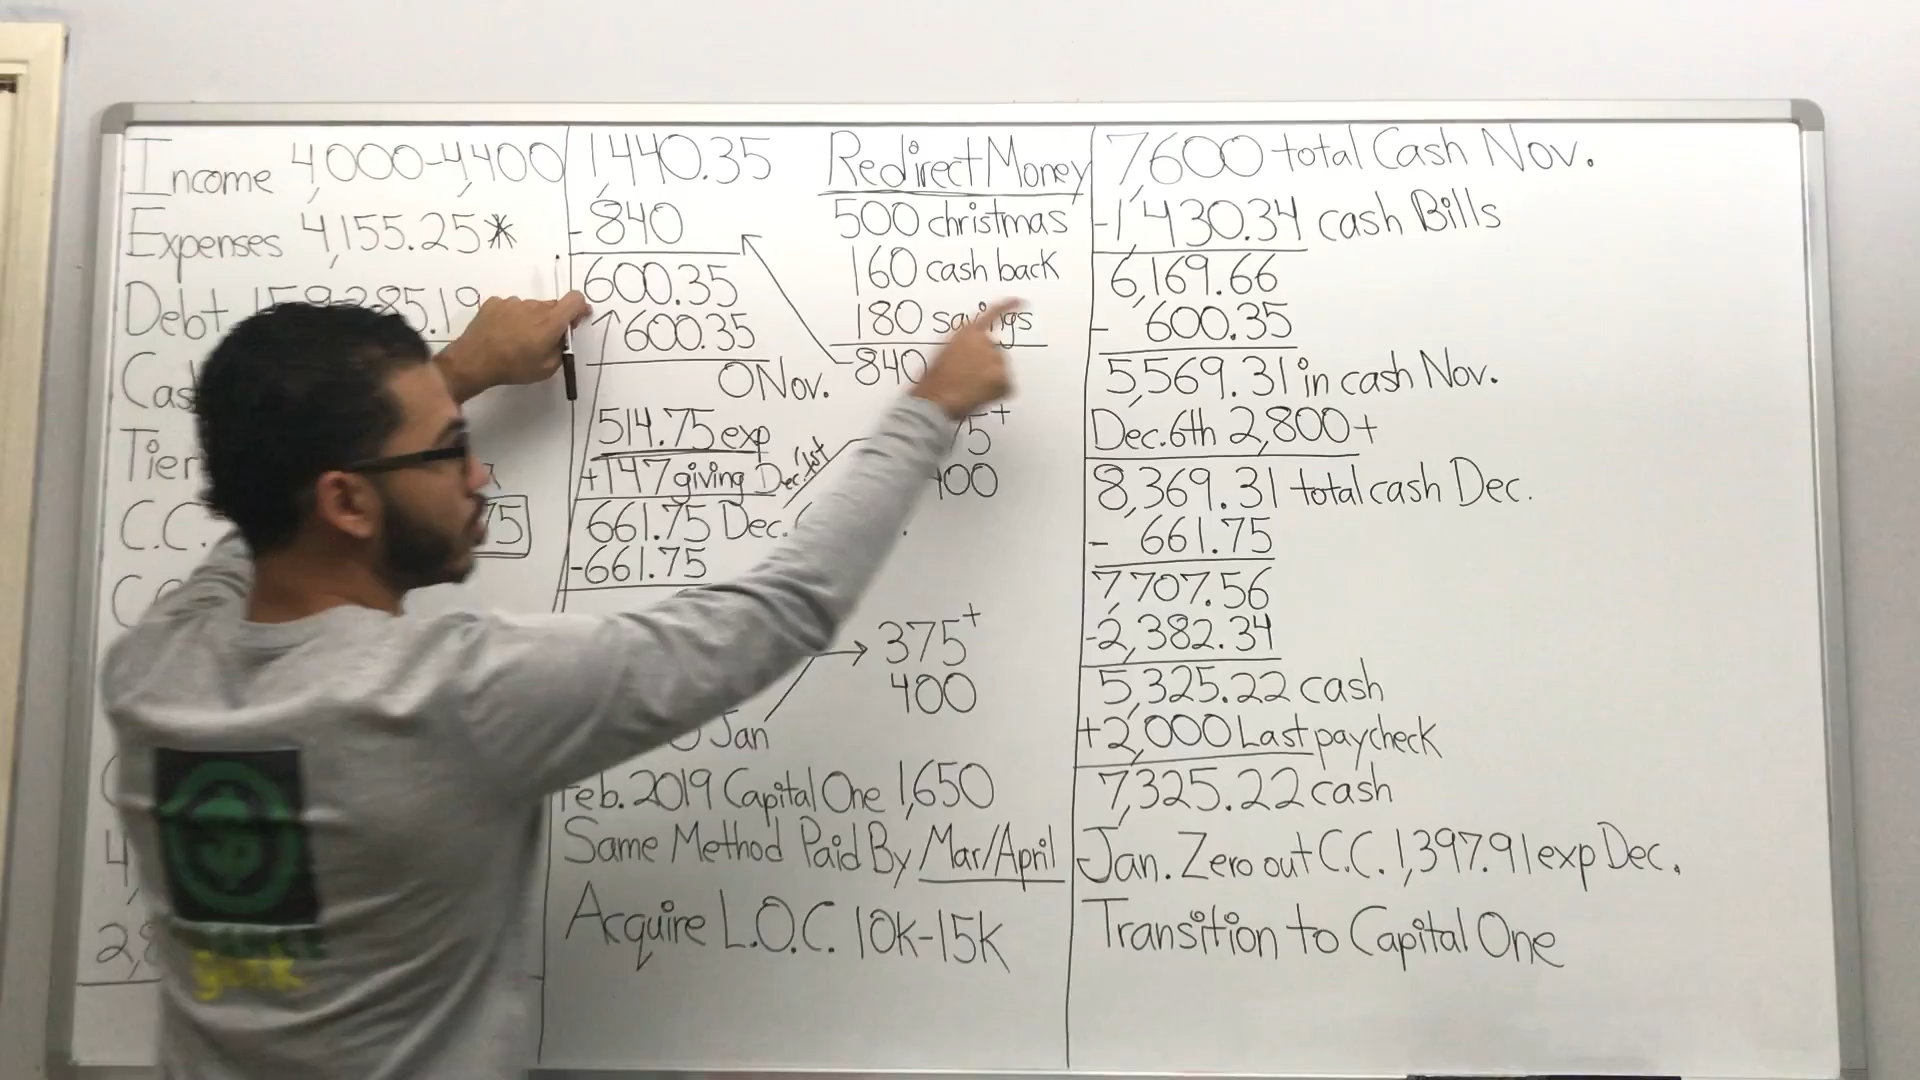 Income 4,000-4,400
Expenses 4,155.25*
Debt 159,285.19
Tier
C.C.
1,440.35
-840
600.35
600.35
0 Nov.
514.75 exp
+147 giving Dec. 1st
661.75 Dec.
-661.75
Jan
Feb. 2019 Capital One 1,650
Same Method Paid By Mar/April
Acquire L.O.C. 10k-15k
Redirect Money
500 christmas
160 cash back
180 savings
-840
400
375+
400
7600 total Cash Nov.
-1,430.34 cash Bills
6,169.66
- 600.35
5,569.31 in cash Nov.
Dec. 6th 2,800+
8,369.31 total cash Dec.
- 661.75
7,707.56
-2,382.34
5,325.22 cash
+2,000 Last paycheck
7,325.22 cash
Jan. Zero out C.C. 1,397.91 exp Dec.
Transition to Capital One